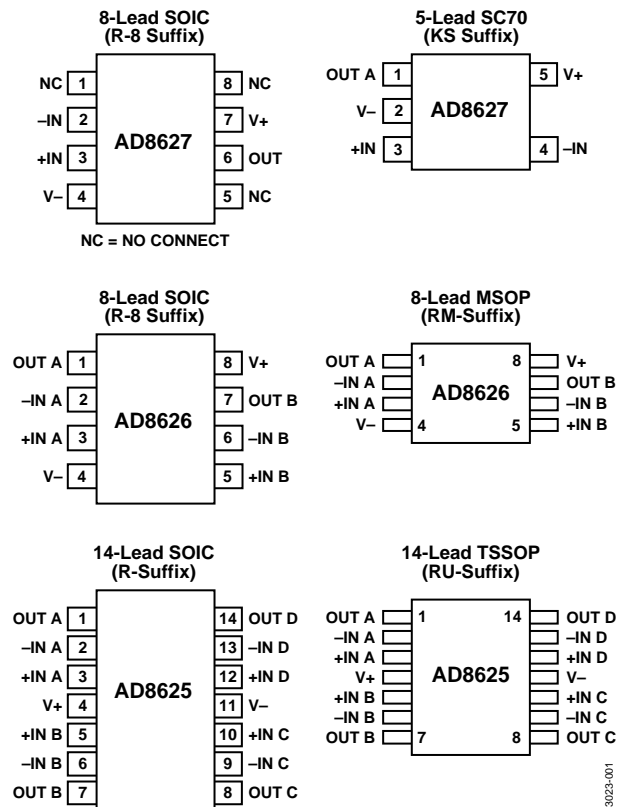 8-Lead SOIC
(R-8 Suffix)
NC 1 8 NC
–IN 2 7 V+
AD8627
+IN 3 6 OUT
V– 4 5 NC
NC = NO CONNECT
5-Lead SC70
(KS Suffix)
OUT A 1 5 V+
V– 2 AD8627
+IN 3 4 –IN
8-Lead SOIC
(R-8 Suffix)
OUT A 1 8 V+
–IN A 2 7 OUT B
AD8626
+IN A 3 6 –IN B
V– 4 5 +IN B
8-Lead MSOP
(RM-Suffix)
OUT A 1 8 V+
–IN A OUT B
AD8626
+IN A –IN B
V– 4 5 +IN B
14-Lead SOIC
(R-Suffix)
OUT A 1 14 OUT D
–IN A 2 13 –IN D
+IN A 3 12 +IN D
AD8625
V+ 4 11 V–
+IN B 5 10 +IN C
–IN B 6 9 –IN C
OUT B 7 8 OUT C
14-Lead TSSOP
(RU-Suffix)
OUT A 1 14 OUT D
–IN A –IN D
+IN A +IN D
V+ AD8625 V–
+IN B +IN C
–IN B –IN C
OUT B 7 8 OUT C
3023-001